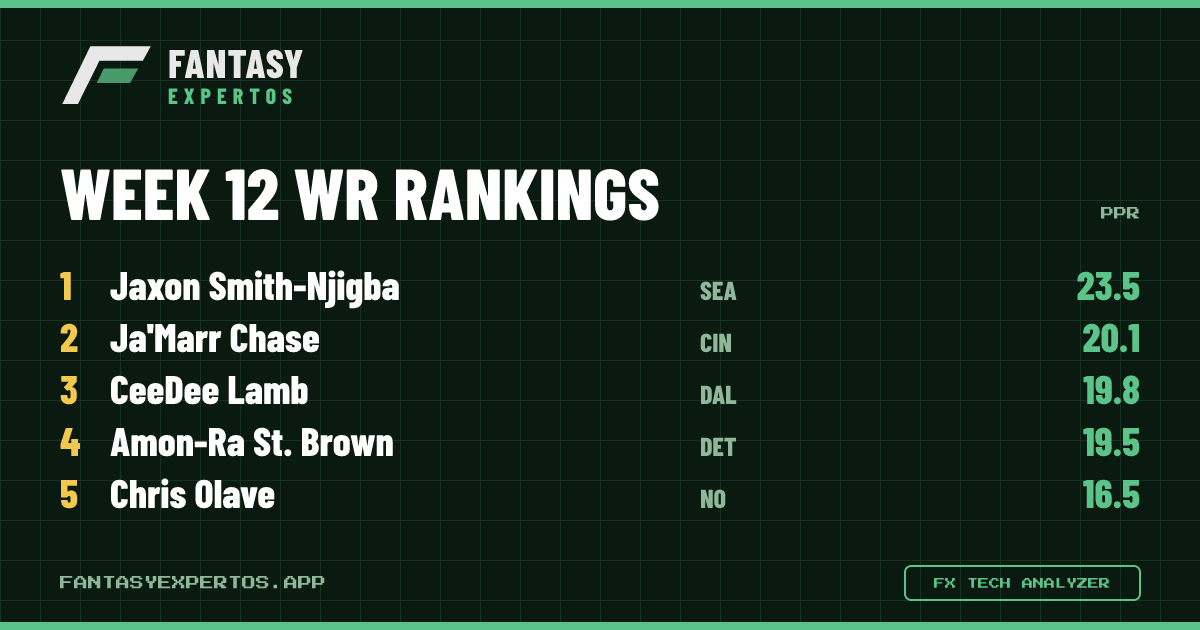 FANTASY
EXPERTOS
WEEK 12 WR RANKINGS
PPR
1 Jaxon Smith-Njigba SEA 23.5
2 Ja'Marr Chase CIN 20.1
3 CeeDee Lamb DAL 19.8
4 Amon-Ra St. Brown DET 19.5
5 Chris Olave NO 16.5
FANTASYEXPERTOS.APP
FX TECH ANALYZER